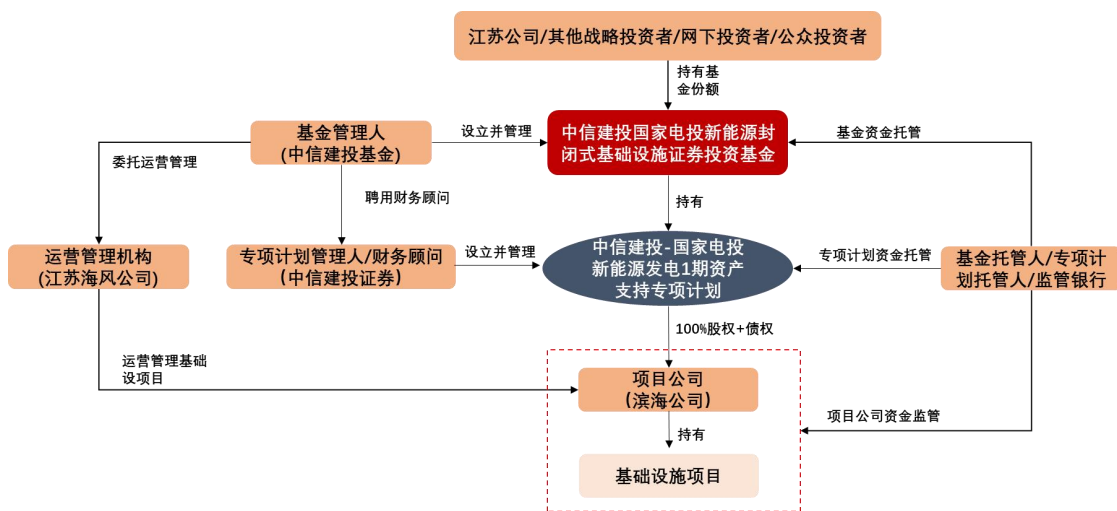 江苏公司/其他战略投资者/网下投资者/公众投资者
持有基
金份额
基金管理人
(中信建投基金)
设立并管理
中信建投国家电投新能源封
闭式基础设施证券投资基金
基金资金托管
委托运营管理
聘用财务顾问
持有
运营管理机构
(江苏海风公司)
专项计划管理人/财务顾问
(中信建投证券)
设立并管理
中信建投-国家电投
新能源发电1期资产
支持专项计划
专项计划资金托管
基金托管人/专项计
划托管人/监管银行
100%股权+债权
运营管理基础
设项目
项目公司
(滨海公司)
项目公司资金监管
持有
基础设施项目